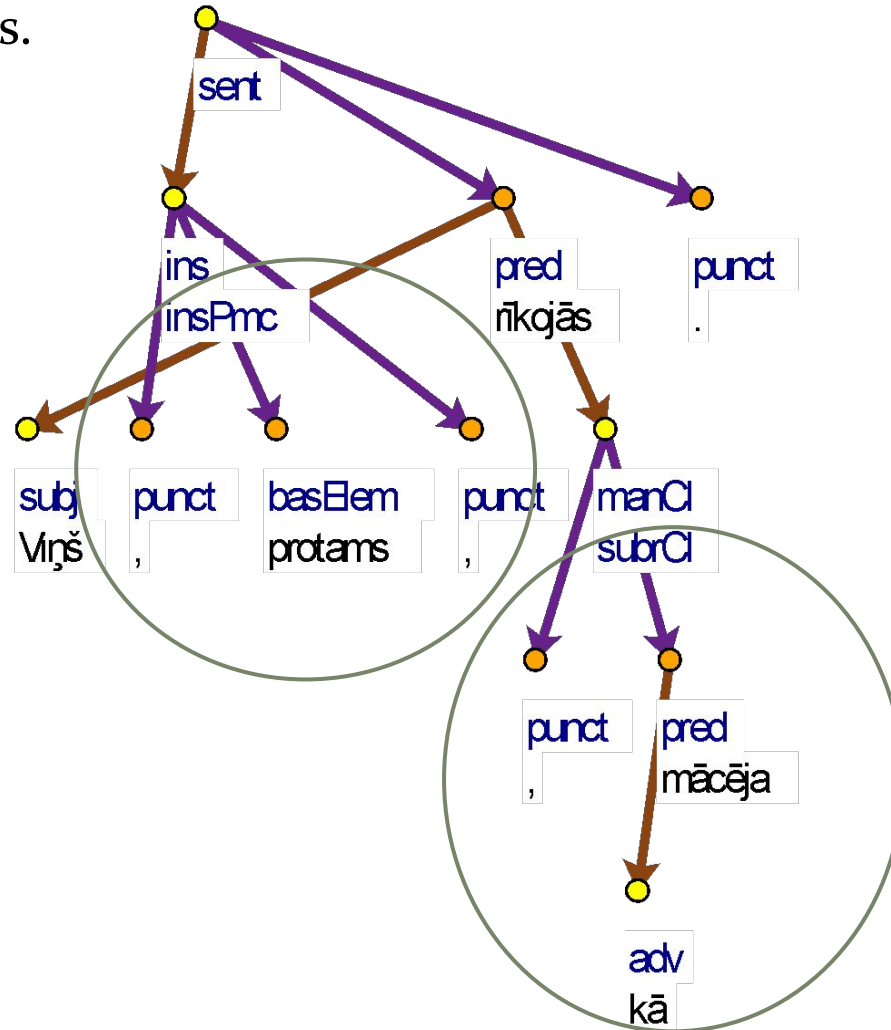 s.
sent
ins
insPmc
pred
rīkojās
punct
.
subj
Viņš
punct
,
basElem
protams
punct
,
manCl
subrCl
punct
,
pred
mācēja
adv
kā